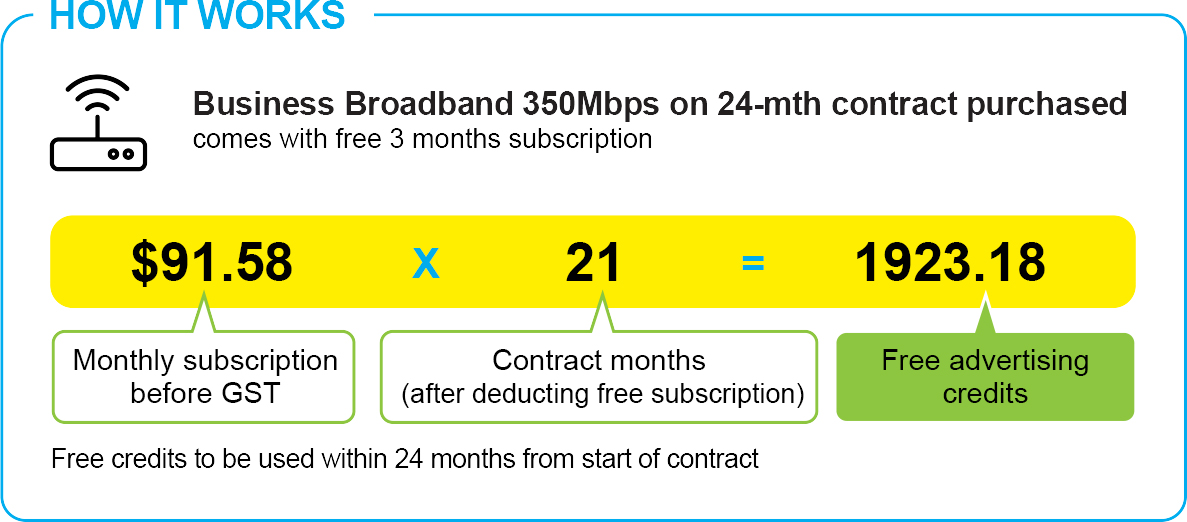 HOW IT WORKS
Business Broadband 350Mbps on 24-mth contract purchased
comes with free 3 months subscription
$91.58 X 21 = 1923.18
Monthly subscription
before GST
Contract months
(after deducting free subscription)
Free advertising
credits
Free credits to be used within 24 months from start of contract